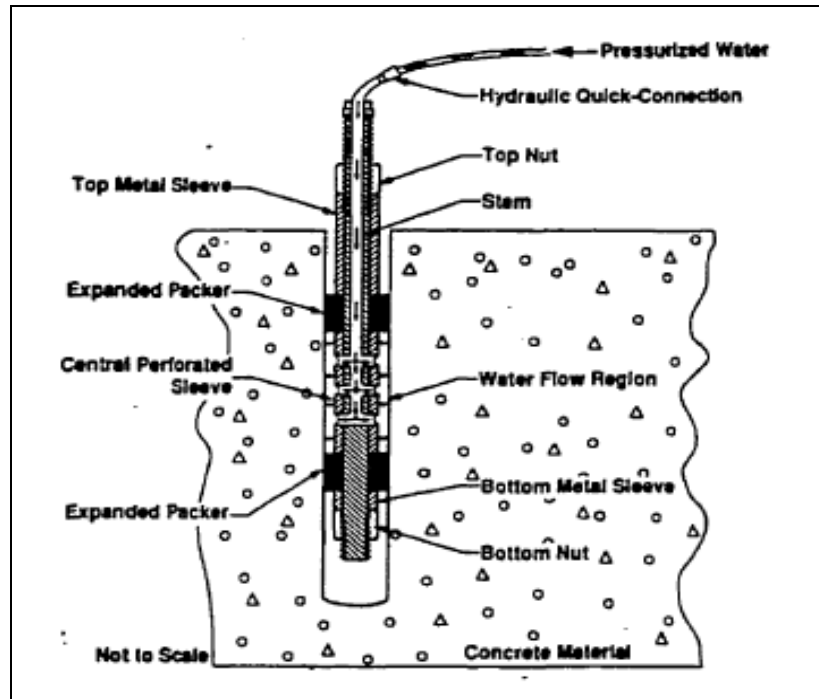 Pressurized Water
Hydraulic Quick-Connection
Top Nut
Top Metal Sleeve
Stem
Expanded Packer
Central Perforated
Sleeve
Water Flow Region
Bottom Metal Sleeve
Expanded Packer
Bottom Nut
Not to Scale
Concrete Material